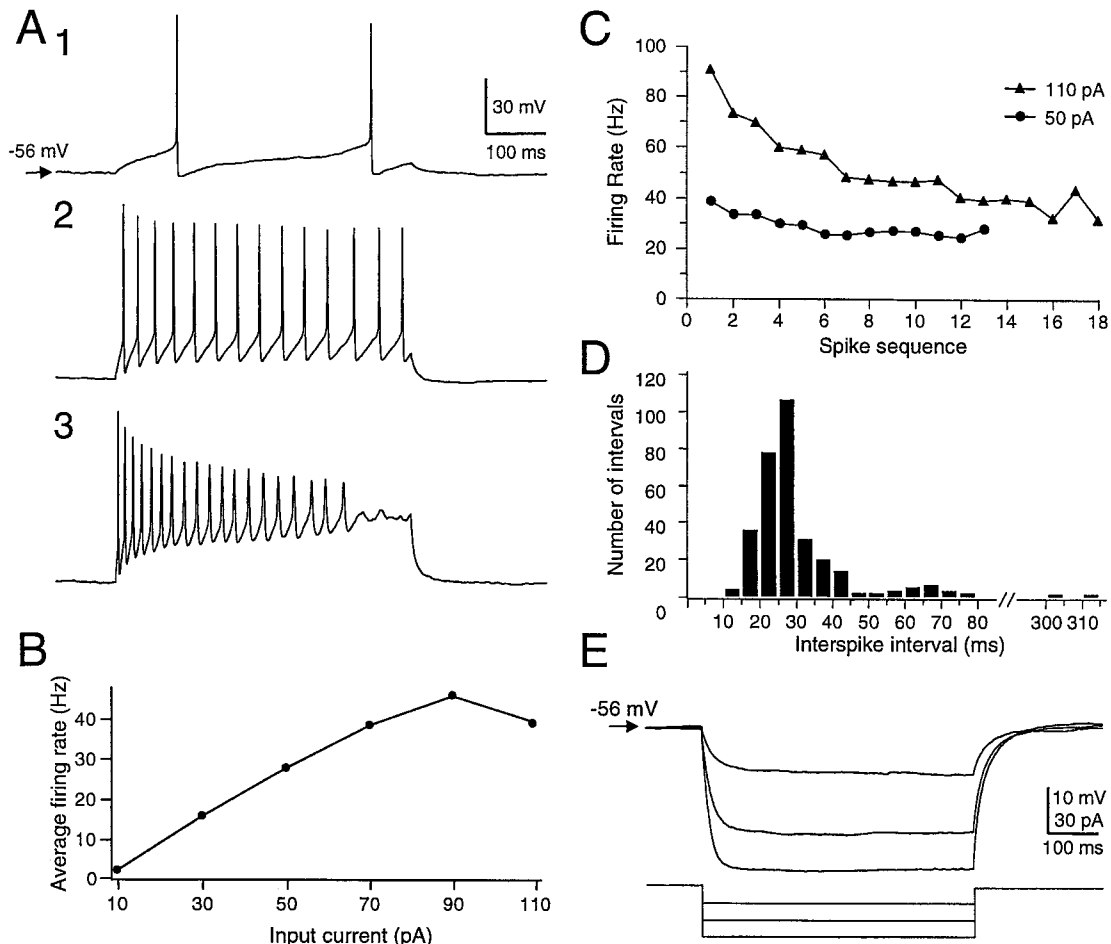 A1
30 mV
100 ms
-56 mV
2
3
B
Average firing rate (Hz)
40
30
20
10
0
10 30 50 70 90 110
Input current (pA)
C
Firing Rate (Hz)
100
80
60
40
20
0
110 pA
50 pA
0 2 4 6 8 10 12 14 16 18
Spike sequence
D
Number of intervals
120
100
80
60
40
20
0
10 20 30 40 50 60 70 80 300 310
Interspike interval (ms)
E
-56 mV
10 mV
30 pA
100 ms